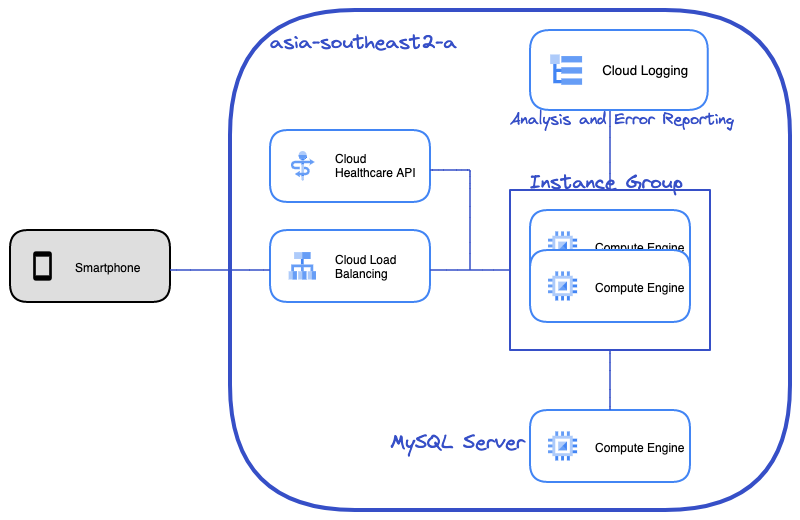 asia-southeast2-a
Cloud Logging
Analysis and Error Reporting
Cloud
Healthcare API
Instance Group
Compute Engine
Smartphone
Cloud Load
Balancing
Compute Engine
MySQL Server
Compute Engine